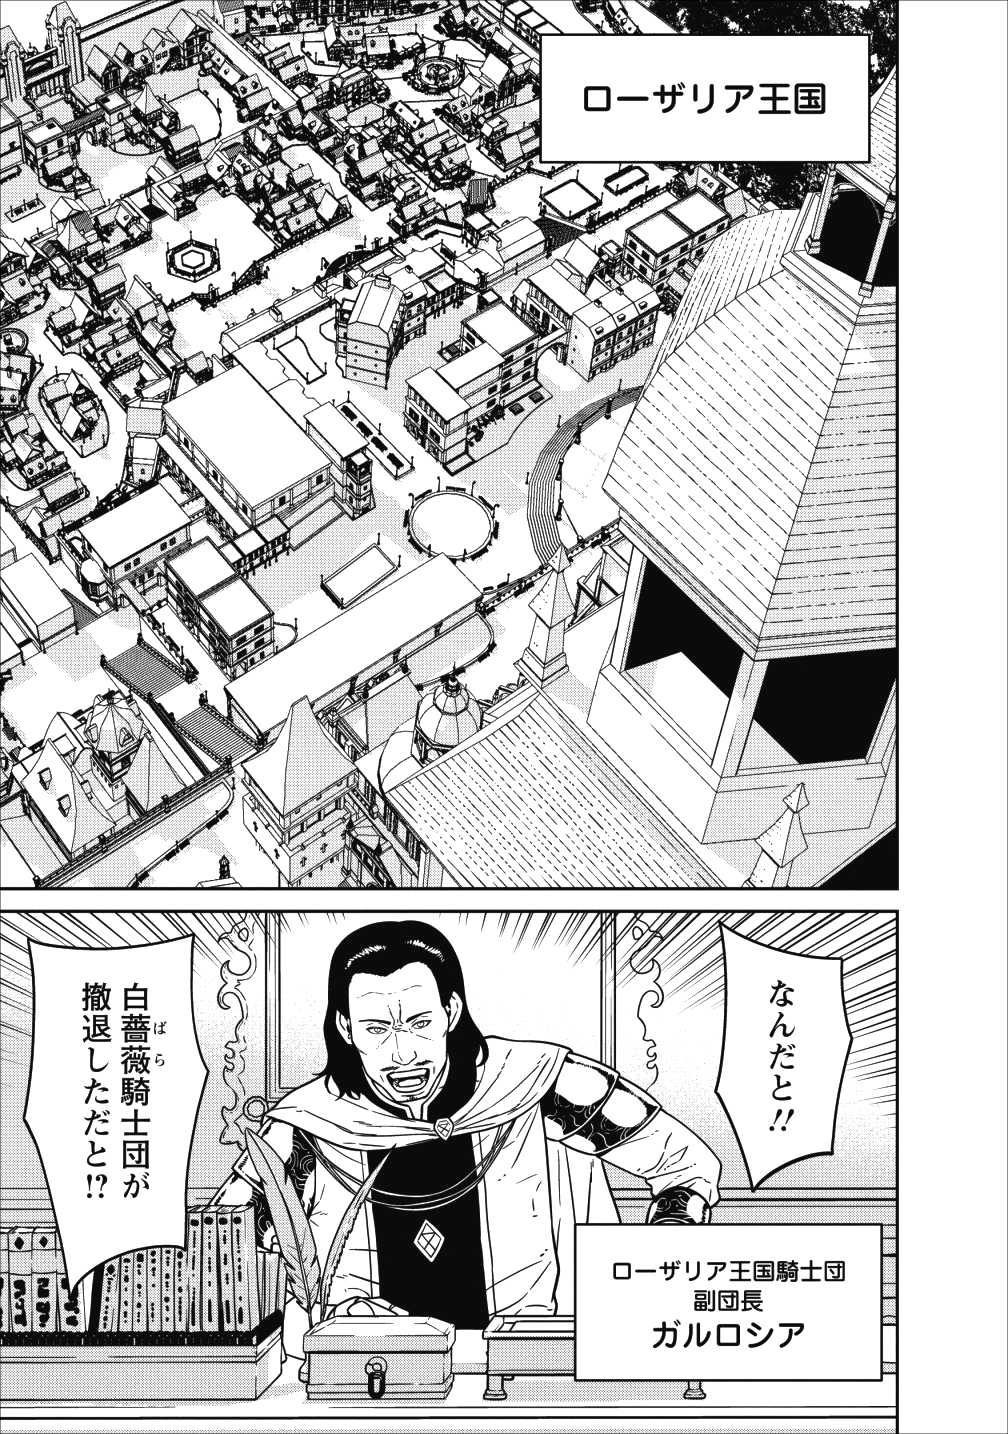 ローザリア王国
なんだと!!
ローザリア王国騎士団
副団長
ガルロシア
白薔薇騎士団が
ばら
撤退しただと!?